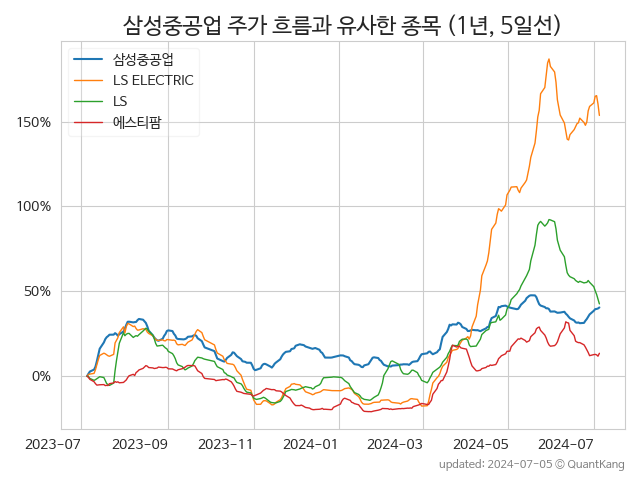 삼성중공업 주가 흐름과 유사한 종목 (1년, 5일선)
삼성중공업
LS ELECTRIC
LS
에스티팜
150%
100%
50%
0%
2023-07 2023-09 2023-11 2024-01 2024-03 2024-05 2024-07
updated: 2024-07-05 © QuantKang